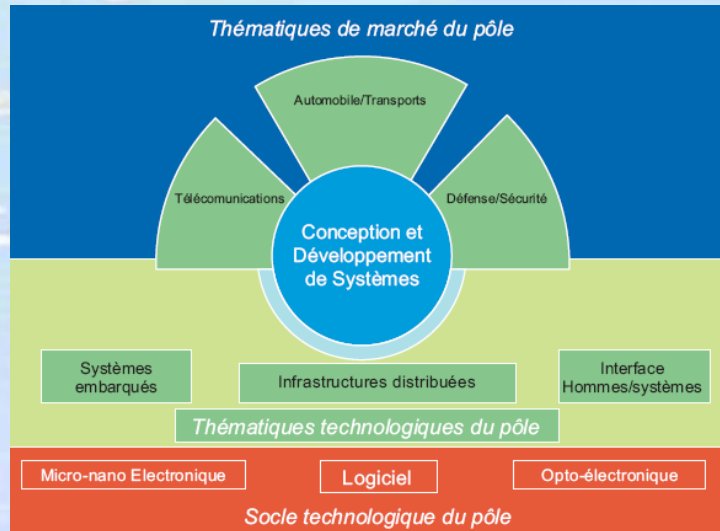 Thématiques de marché du pôle
Automobile/Transports
Télécomunications
Défense/Sécurité
Conception et
Développement
de Systèmes
Systèmes
embarqués
Infrastructures distribuées
Interface
Hommes/systèmes
Thématiques technologiques du pôle
Micro-nano Electronique
Logiciel
Opto-électronique
Socle technologique du pôle